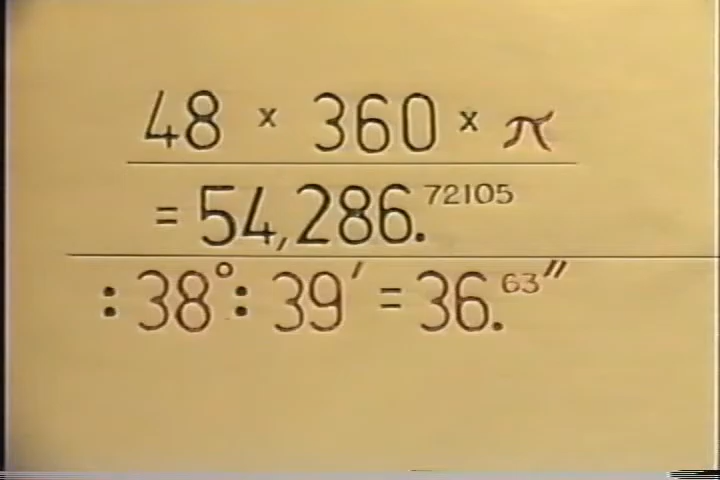 48 x 360 x π
= 54,286.72105
: 38° : 39′ = 36.63″